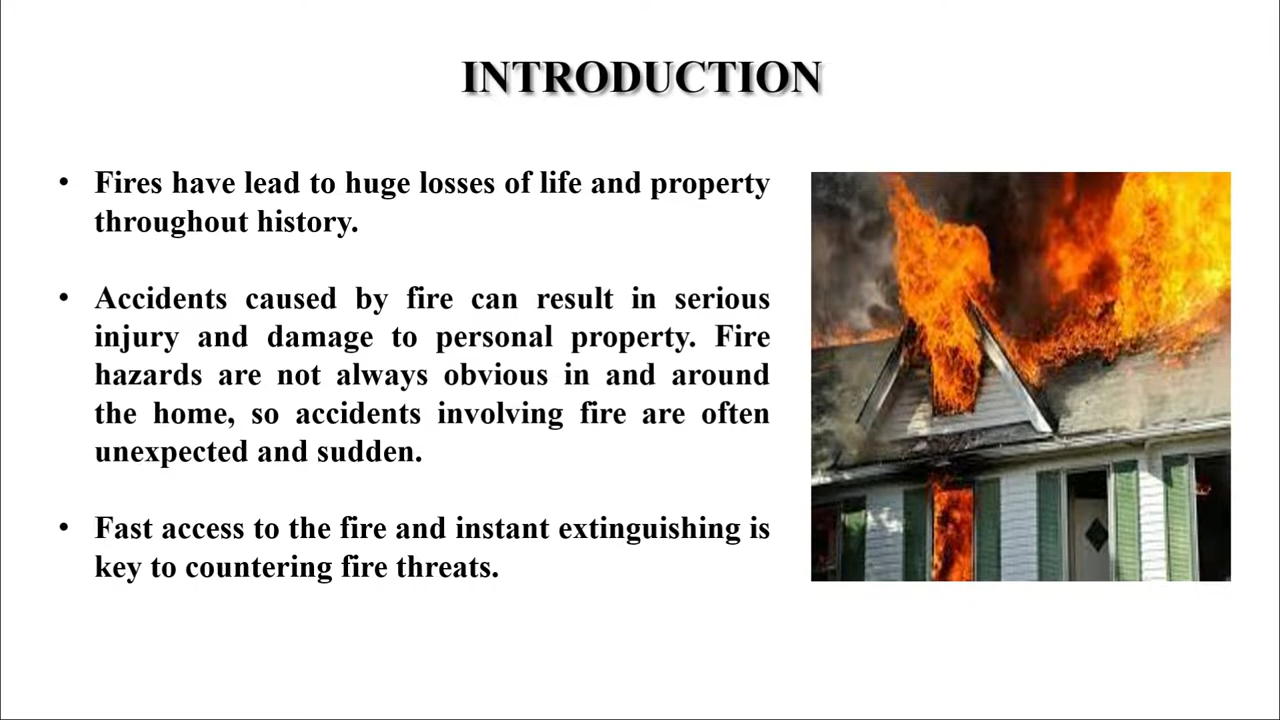 INTRODUCTION
• Fires have lead to huge losses of life and property
throughout history.
• Accidents caused by fire can result in serious
injury and damage to personal property. Fire
hazards are not always obvious in and around
the home, so accidents involving fire are often
unexpected and sudden.
• Fast access to the fire and instant extinguishing is
key to countering fire threats.